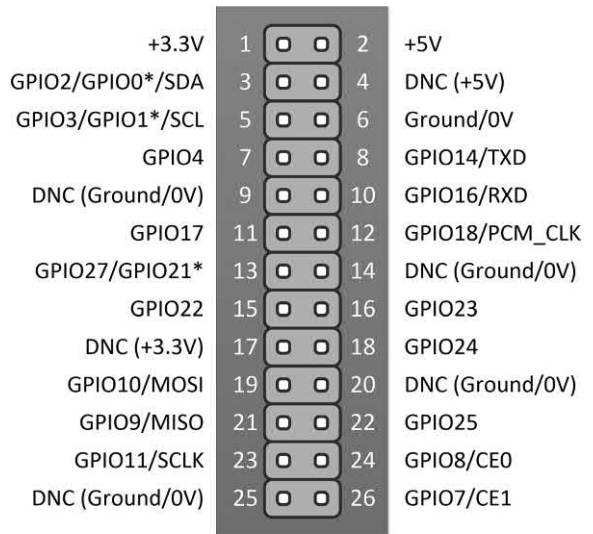 +3.3V 1 2 +5V
GPIO2/GPIO0*/SDA 3 4 DNC (+5V)
GPIO3/GPIO1*/SCL 5 6 Ground/0V
GPIO4 7 8 GPIO14/TXD
DNC (Ground/0V) 9 10 GPIO16/RXD
GPIO17 11 12 GPIO18/PCM_CLK
GPIO27/GPIO21* 13 14 DNC (Ground/0V)
GPIO22 15 16 GPIO23
DNC (+3.3V) 17 18 GPIO24
GPIO10/MOSI 19 20 DNC (Ground/0V)
GPIO9/MISO 21 22 GPIO25
GPIO11/SCLK 23 24 GPIO8/CE0
DNC (Ground/0V) 25 26 GPIO7/CE1